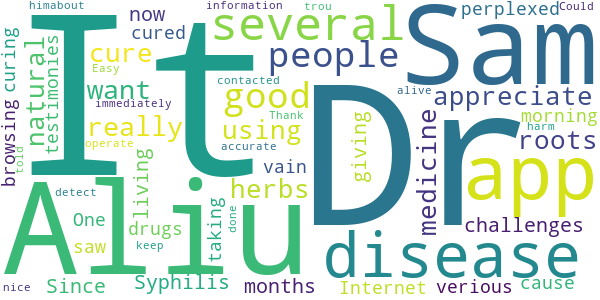 himabout
information
trou
Could
It
Dr
Sam
several
perplexed
now
cured
people
cure
Easy
contacted
alive
appreciate
curing
natural
testimonies
want
immediately
good
Thank
morning
browsing
really
using
giving
medicine
app
roots
harm
operate
accurate
told
living
vain
herbs
detect
taking
done
Aliu
One
drugs
disease
challenges
saw
keep
nice
Since
Syphilis
months
Internet
verious
cause